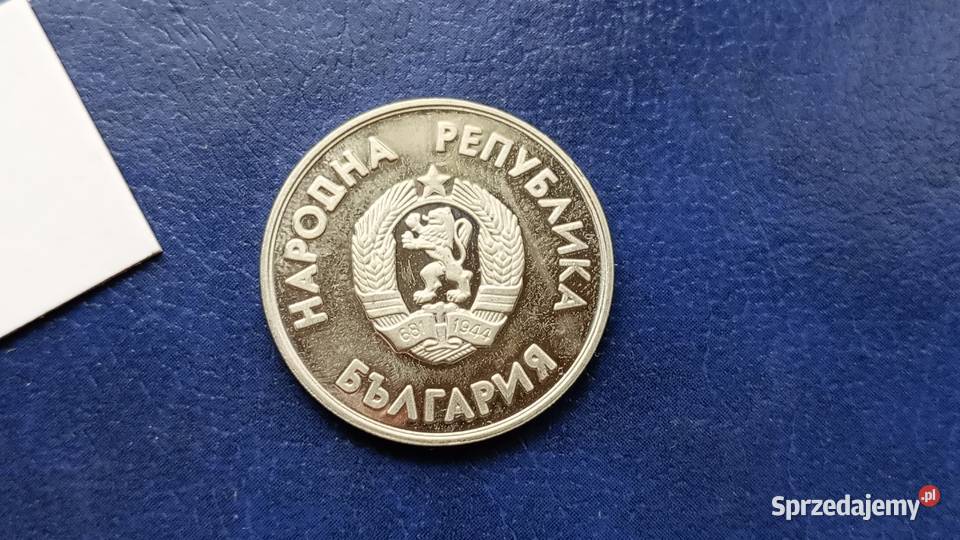 НАРОДНА РЕПУБЛИКА
БЪЛГАРИЯ
681 1944
Sprzedajemy.pl